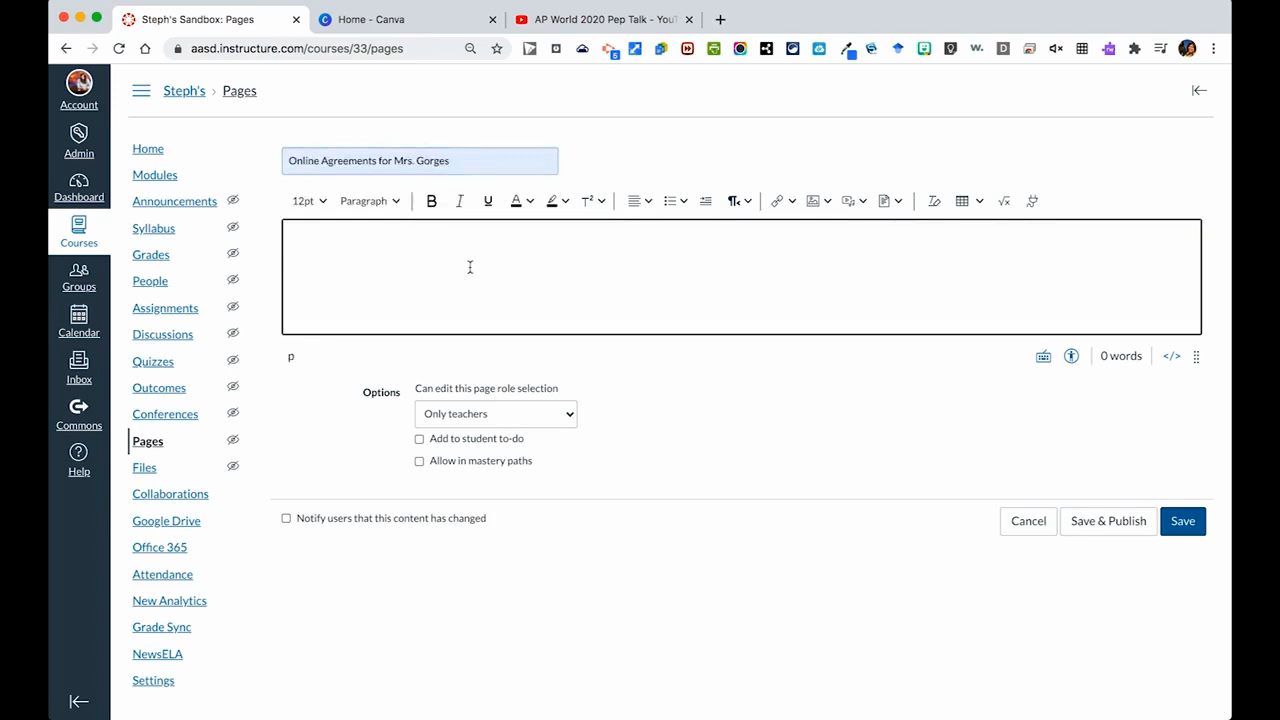 Steph's Sandbox: Pages
Home - Canva
AP World 2020 Pep Talk - YouT
aasd.instructure.com/courses/33/pages
Account
Admin
Dashboard
Courses
Groups
Calendar
Inbox
Commons
Help
Steph's › Pages
Home
Modules
Announcements
Syllabus
Grades
People
Assignments
Discussions
Quizzes
Outcomes
Conferences
Pages
Files
Collaborations
Google Drive
Office 365
Attendance
New Analytics
Grade Sync
NewsELA
Settings
Online Agreements for Mrs. Gorges
12pt Paragraph B I U A T²
p
0 words </>
Options
Can edit this page role selection
Only teachers
Add to student to-do
Allow in mastery paths
Notify users that this content has changed
Cancel Save & Publish Save